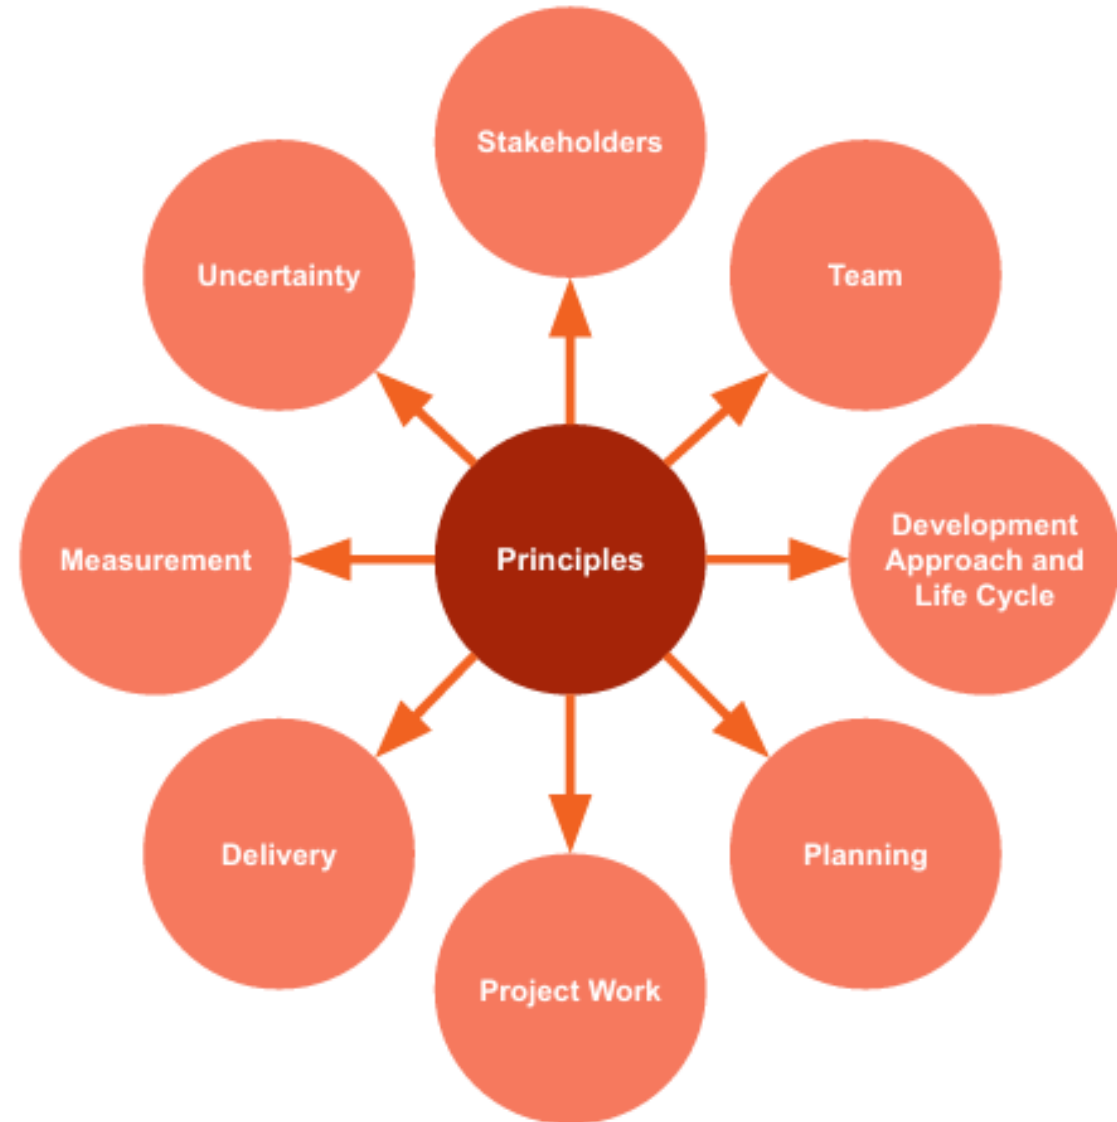 Stakeholders
Team
Development
Approach and
Life Cycle
Planning
Project Work
Delivery
Measurement
Uncertainty
Principles